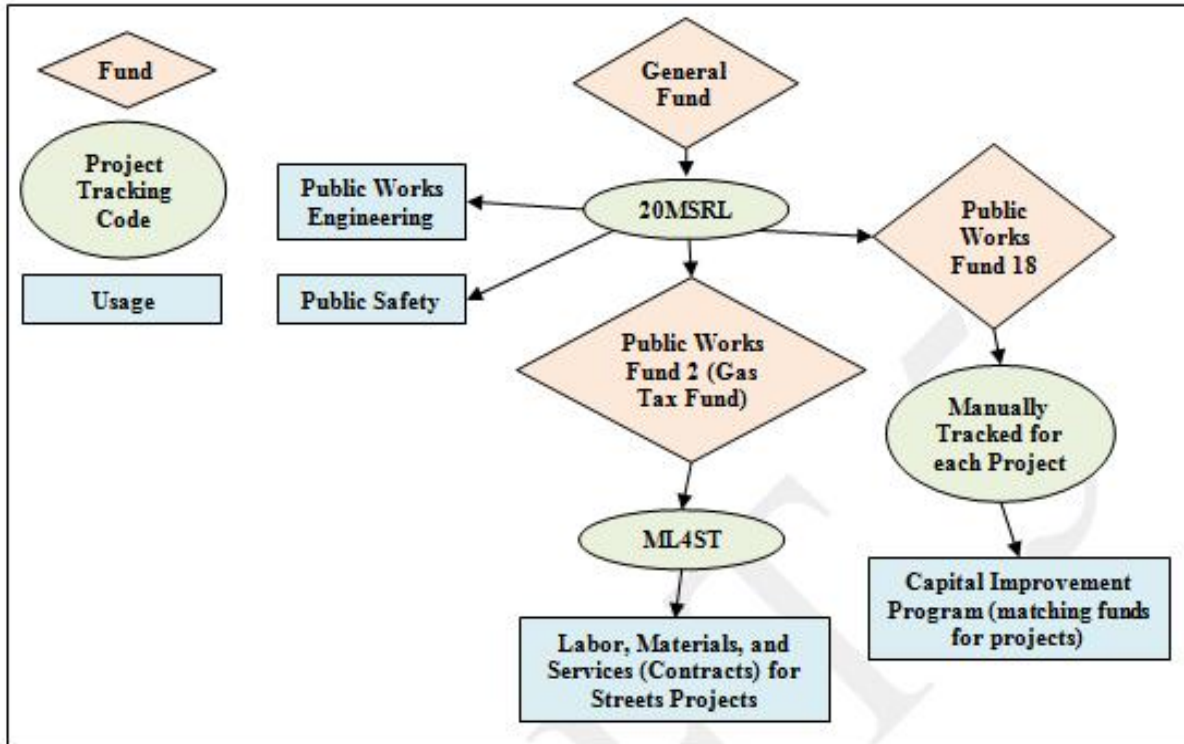 Fund
Project
Tracking
Code
Usage
General
Fund
20MSRL
Public Works
Engineering
Public Safety
Public
Works
Fund 18
Public Works
Fund 2 (Gas
Tax Fund)
Manually
Tracked for
each Project
ML4ST
Capital Improvement
Program (matching funds
for projects)
Labor, Materials, and
Services (Contracts) for
Streets Projects